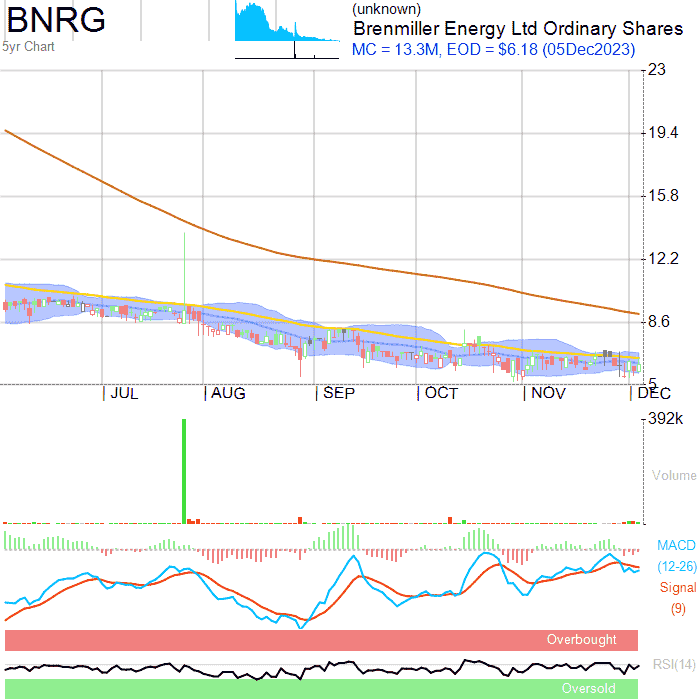 BNRG
5yr Chart
(unknown)
Brenmiller Energy Ltd Ordinary Shares
MC = 13.3M, EOD = $6.18 (05Dec2023)
23
19.4
15.8
12.2
8.6
5
JUL
AUG
SEP
OCT
NOV
DEC
392k
Volume
MACD
(12-26)
Signal
(9)
Overbought
RSI(14)
Oversold